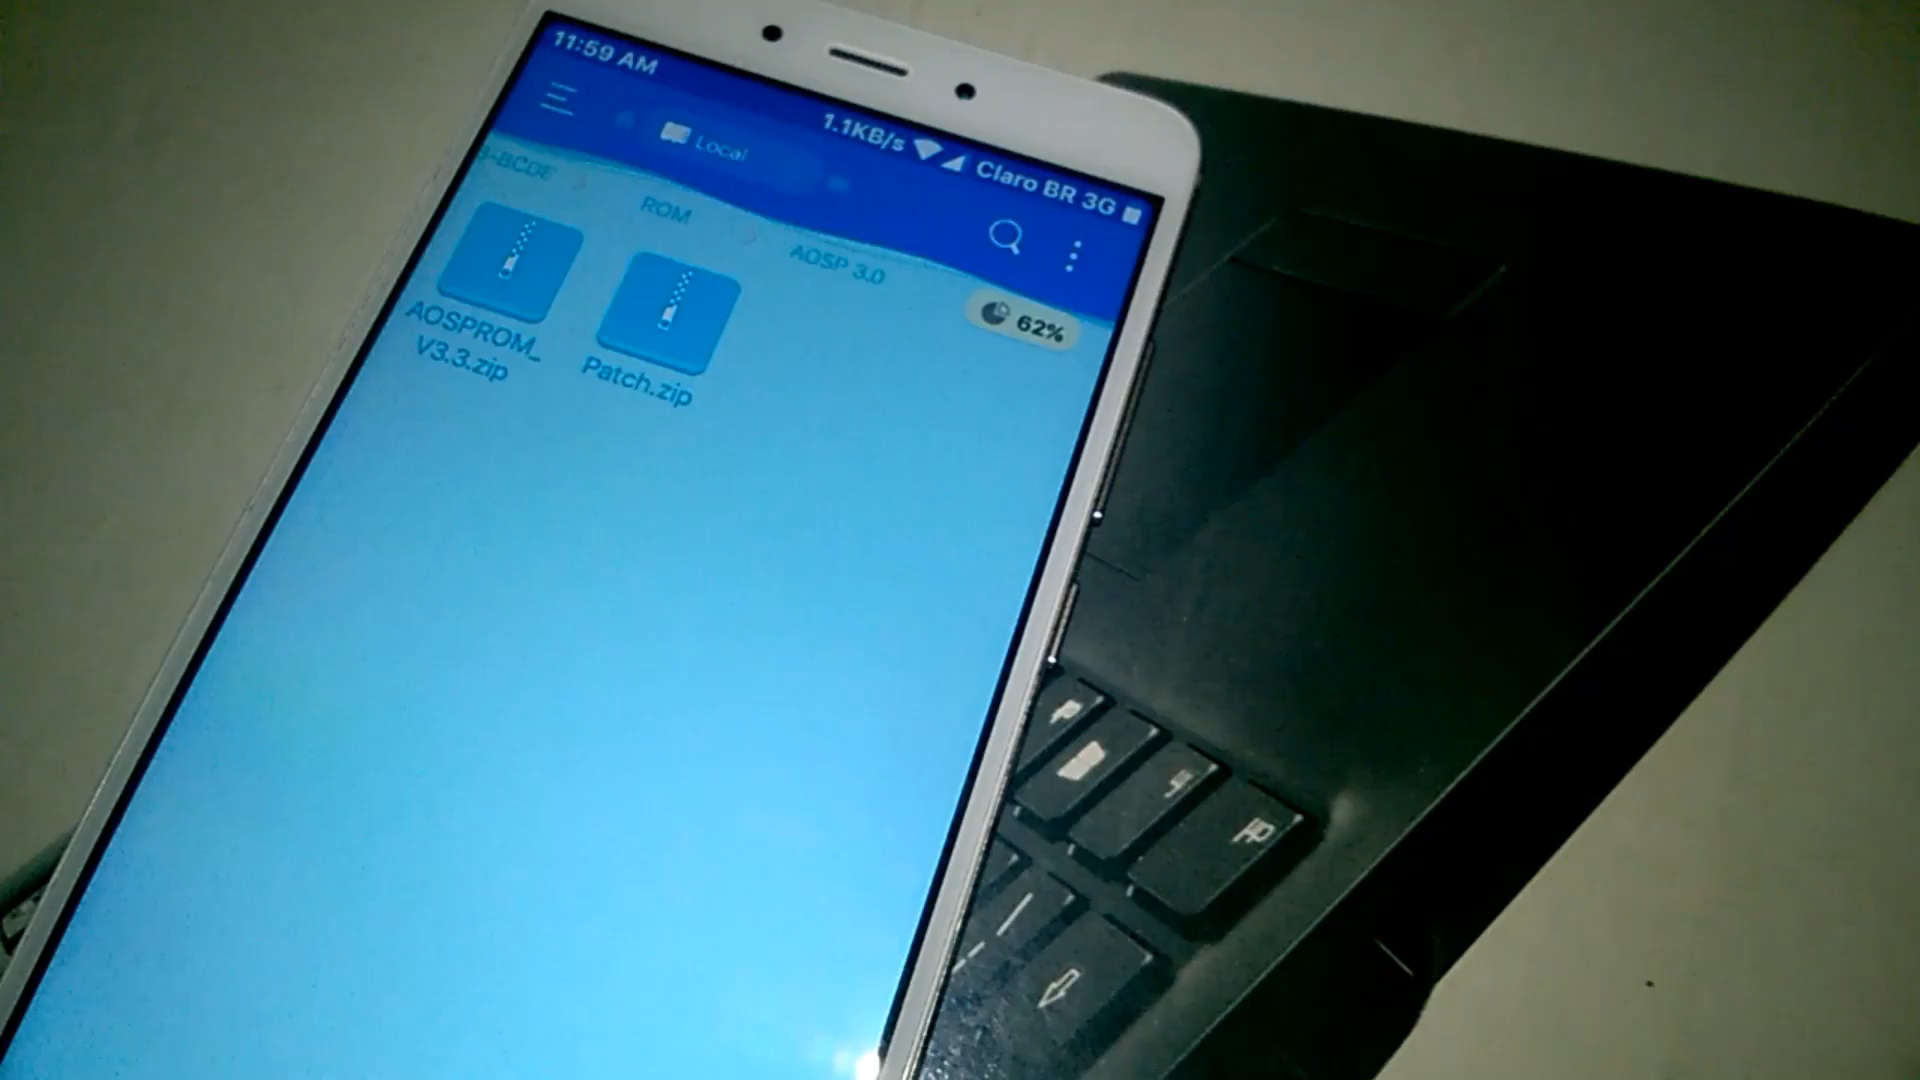 11:59 AM
1.1KB/s Claro BR 3G
Local
-BCDE
ROM
AOSP 3.0
62%
AOSPROM_
V3.3.zip
Patch.zip